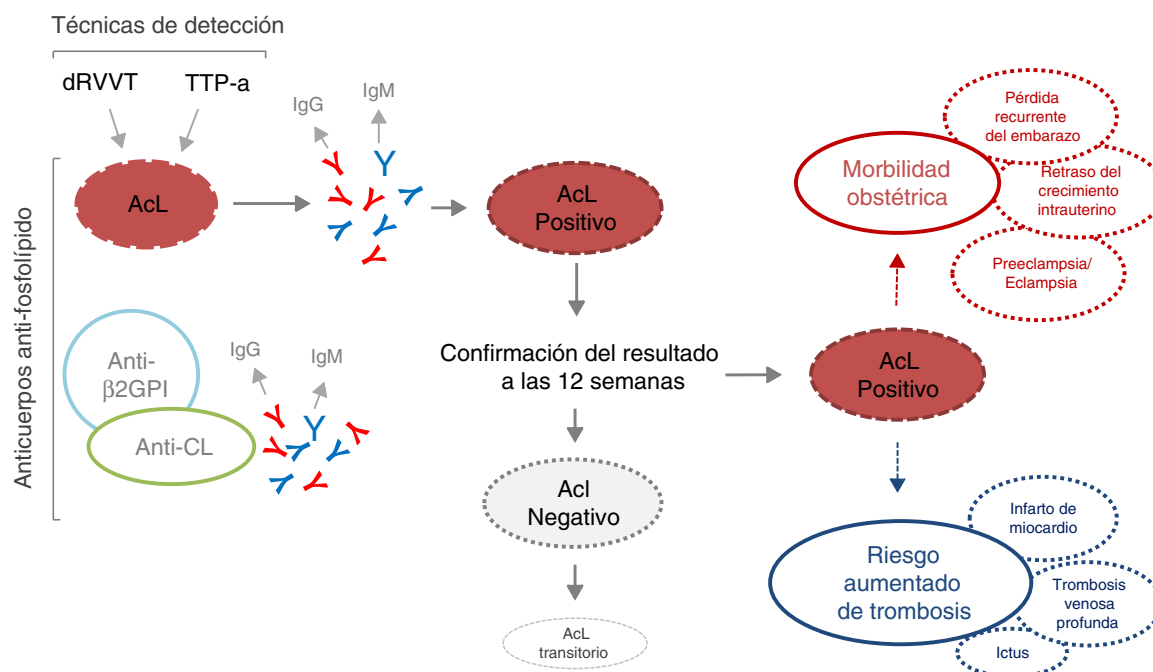 Técnicas de detección
dRVVT
TTP-a
IgG
IgM
Anticuerpos anti-fosfolípido
AcL
AcL
Positivo
Anti-
β2GPI
Anti-CL
IgG
IgM
Confirmación del resultado
a las 12 semanas
Acl
Negativo
AcL
transitorio
AcL
Positivo
Morbilidad
obstétrica
Pérdida
recurrente
del embarazo
Retraso del
crecimiento
intrauterino
Preeclampsia/
Eclampsia
Riesgo
aumentado
de trombosis
Infarto de
miocardio
Trombosis
venosa
profunda
Ictus